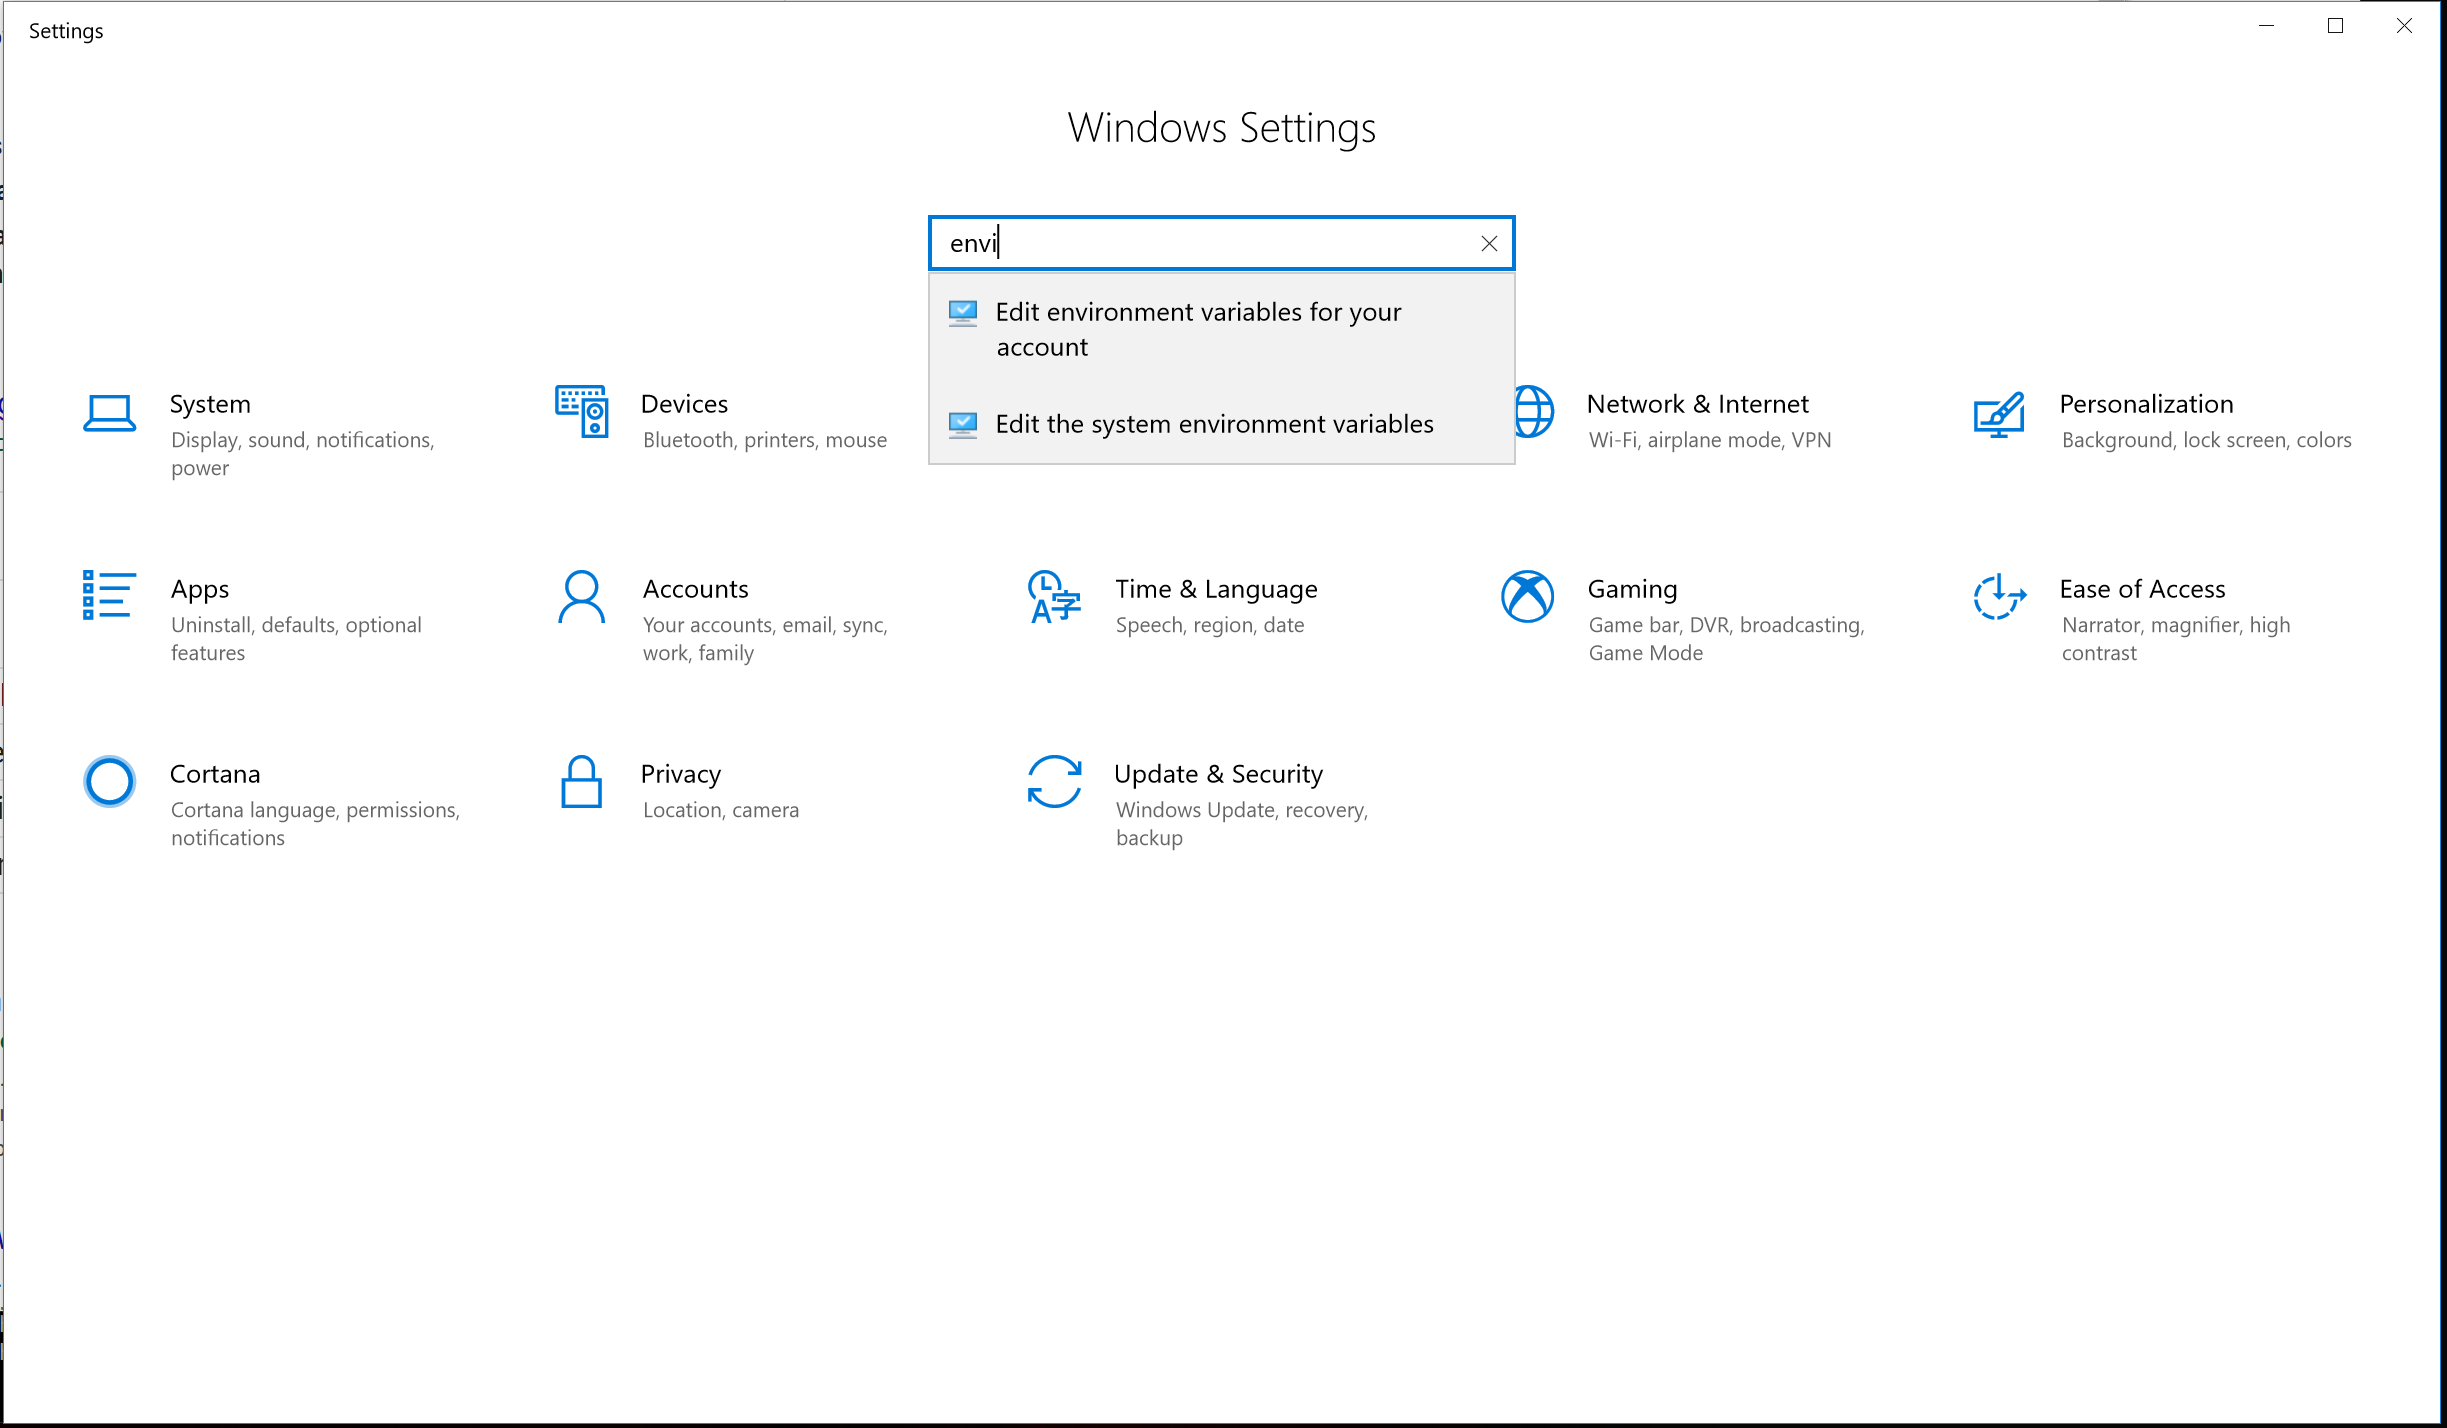 Settings
Windows Settings
envi
Edit environment variables for your
account
Edit the system environment variables
System
Display, sound, notifications,
power
Devices
Bluetooth, printers, mouse
Network & Internet
Wi-Fi, airplane mode, VPN
Personalization
Background, lock screen, colors
Apps
Uninstall, defaults, optional
features
Accounts
Your accounts, email, sync,
work, family
Time & Language
Speech, region, date
Gaming
Game bar, DVR, broadcasting,
Game Mode
Ease of Access
Narrator, magnifier, high
contrast
Cortana
Cortana language, permissions,
notifications
Privacy
Location, camera
Update & Security
Windows Update, recovery,
backup